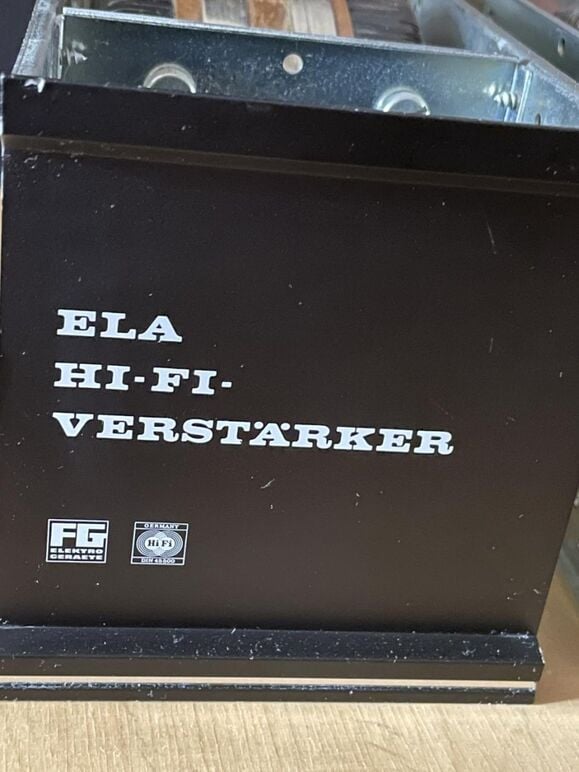 ELA
HI-FI-
VERSTÄRKER
FG
ELEKTRO
GERAETE
GERMANY
Hi Fi
DIN 45500